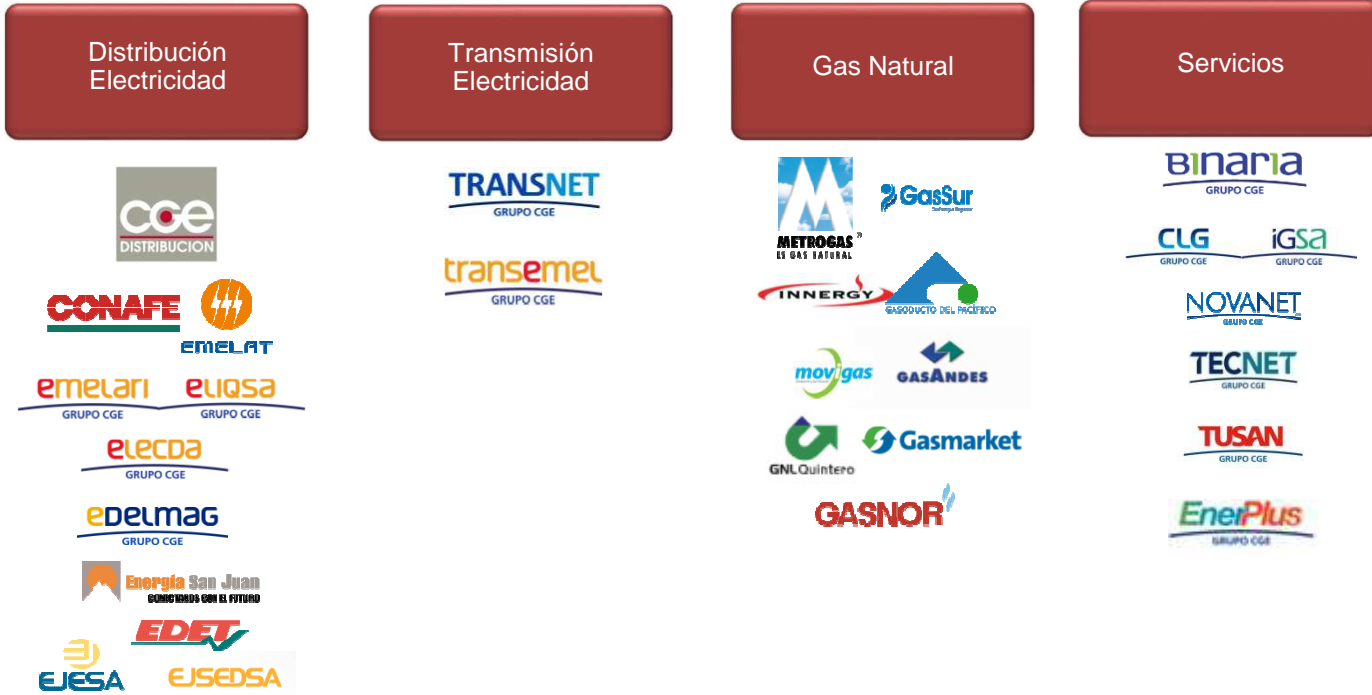 Distribución
Electricidad
cge
DISTRIBUCION
CONAFE
EMELAT
emelari
GRUPO CGE
eliqsa
GRUPO CGE
elecda
GRUPO CGE
edelmag
GRUPO CGE
Energía San Juan
CONECTADOS CON EL FUTURO
EDET
EJESA
EJSEDSA
Transmisión
Electricidad
TRANSNET
GRUPO CGE
transemel
GRUPO CGE
Gas Natural
METROGAS
ES GAS NATURAL
GasSur
INNERGY
GASODUCTO DEL PACÍFICO
movigas
GASANDES
GNL Quintero
Gasmarket
GASNOR
Servicios
BINARIA
GRUPO CGE
CLG
GRUPO CGE
iGSa
GRUPO CGE
NOVANET
GRUPO CGE
TECNET
GRUPO CGE
TUSAN
GRUPO CGE
EnerPlus
GRUPO CGE